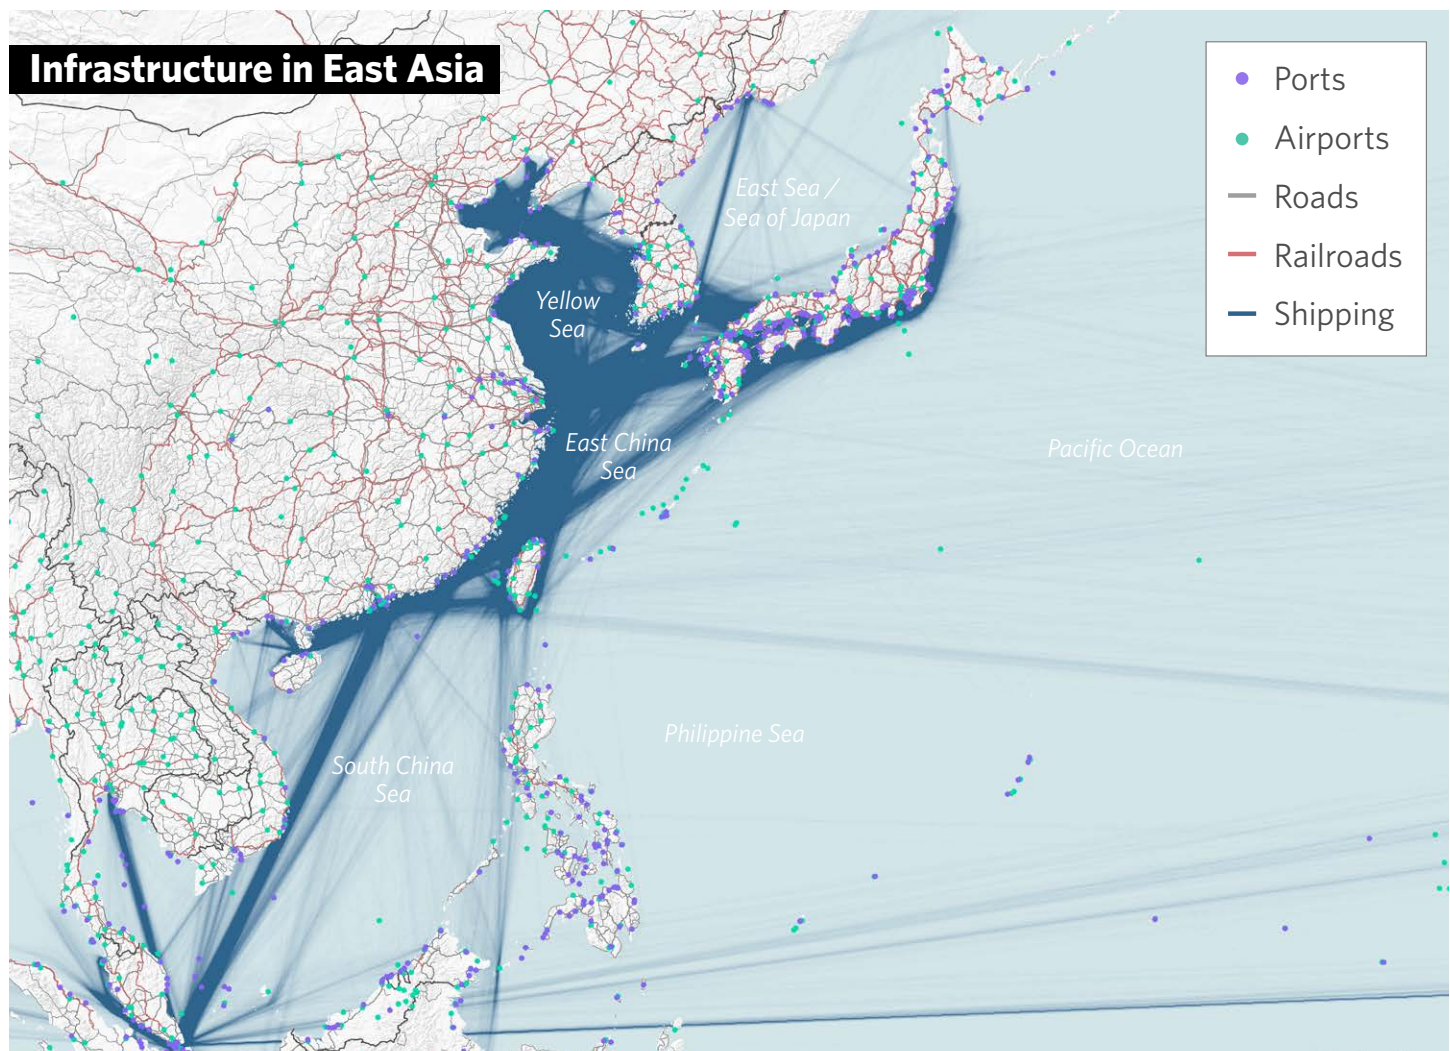 Infrastructure in East Asia
Ports
Airports
Roads
Railroads
Shipping
East Sea /
Sea of Japan
Yellow
Sea
East China
Sea
Pacific Ocean
Philippine Sea
South China
Sea